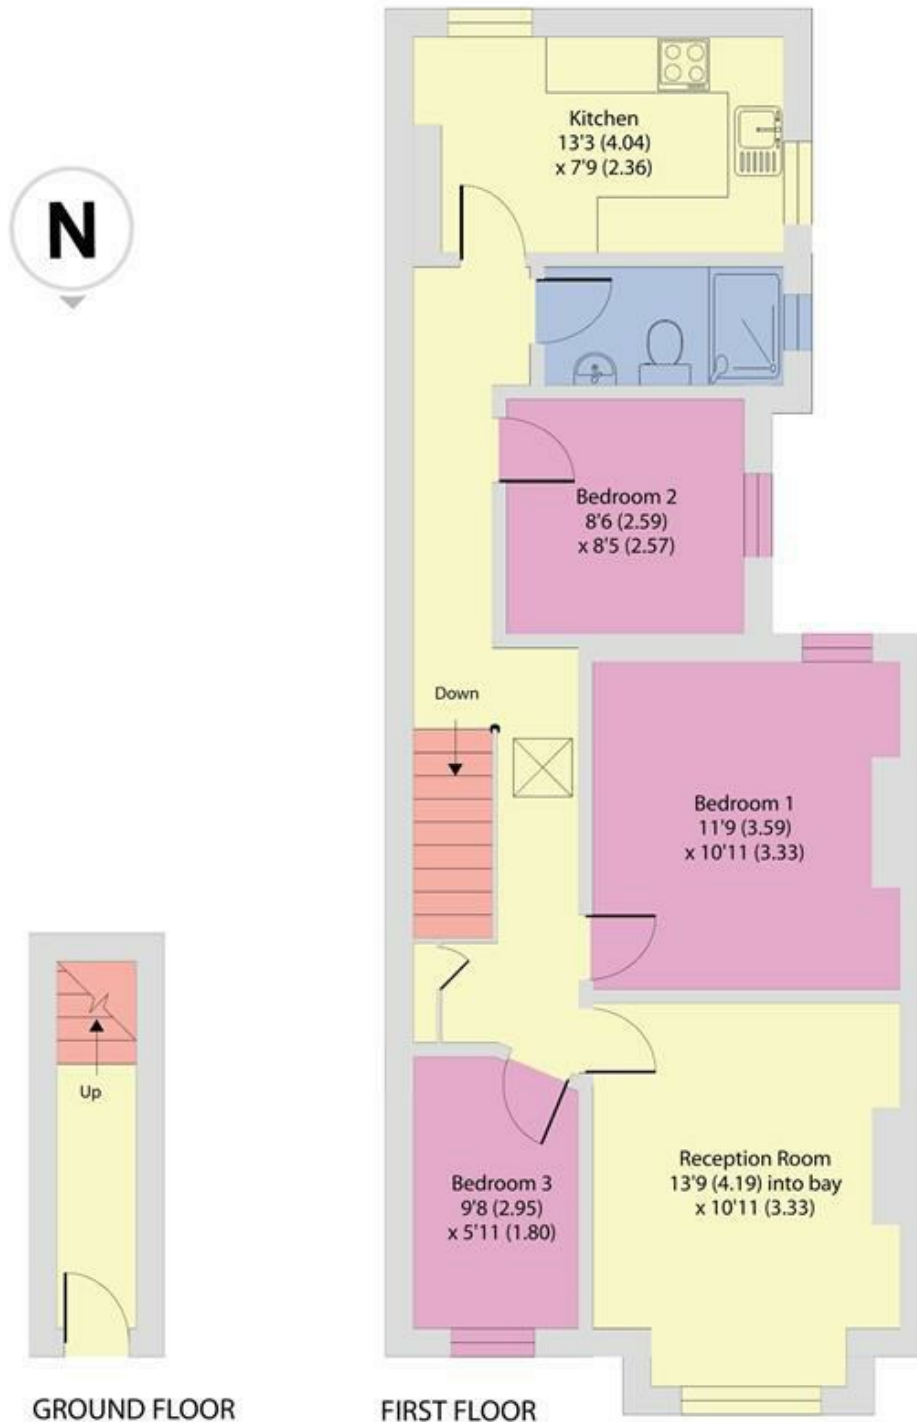 N
Kitchen
13'3 (4.04)
x 7'9 (2.36)
Bedroom 2
8'6 (2.59)
x 8'5 (2.57)
Down
Bedroom 1
11'9 (3.59)
x 10'11 (3.33)
Up
Reception Room
13'9 (4.19) into bay
x 10'11 (3.33)
Bedroom 3
9'8 (2.95)
x 5'11 (1.80)
GROUND FLOOR
FIRST FLOOR